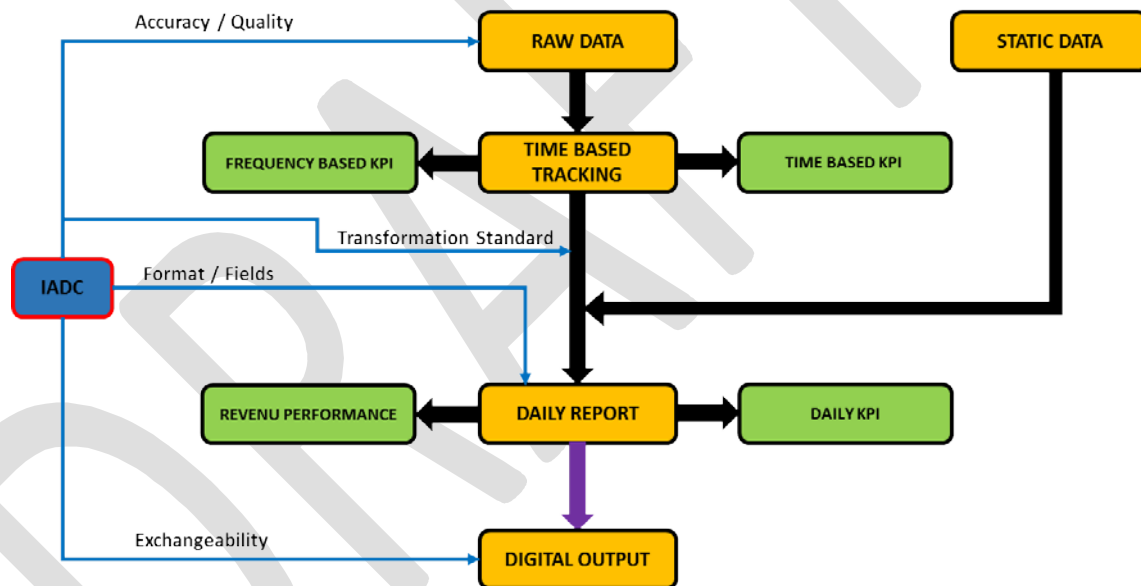 Accuracy / Quality
RAW DATA
STATIC DATA
FREQUENCY BASED KPI
TIME BASED
TRACKING
TIME BASED KPI
Transformation Standard
IADC
Format / Fields
REVENU PERFORMANCE
DAILY REPORT
DAILY KPI
Exchangeability
DIGITAL OUTPUT
DRAFT